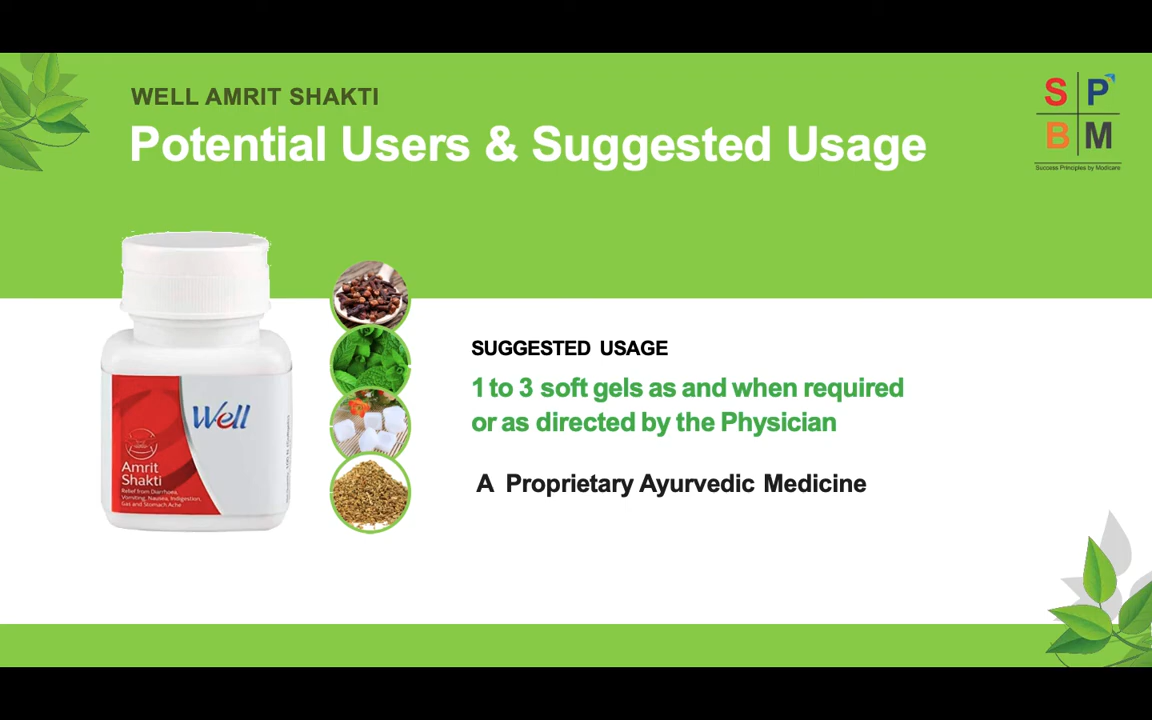 WELL AMRIT SHAKTI
Potential Users & Suggested Usage
S P
B M
Success Principles by Modicare
SUGGESTED USAGE
1 to 3 soft gels as and when required
or as directed by the Physician
A Proprietary Ayurvedic Medicine
Well
Amrit
Shakti
Relief from Diarrhoea,
Vomiting, Nausea, Indigestion,
Gas and Stomach Ache